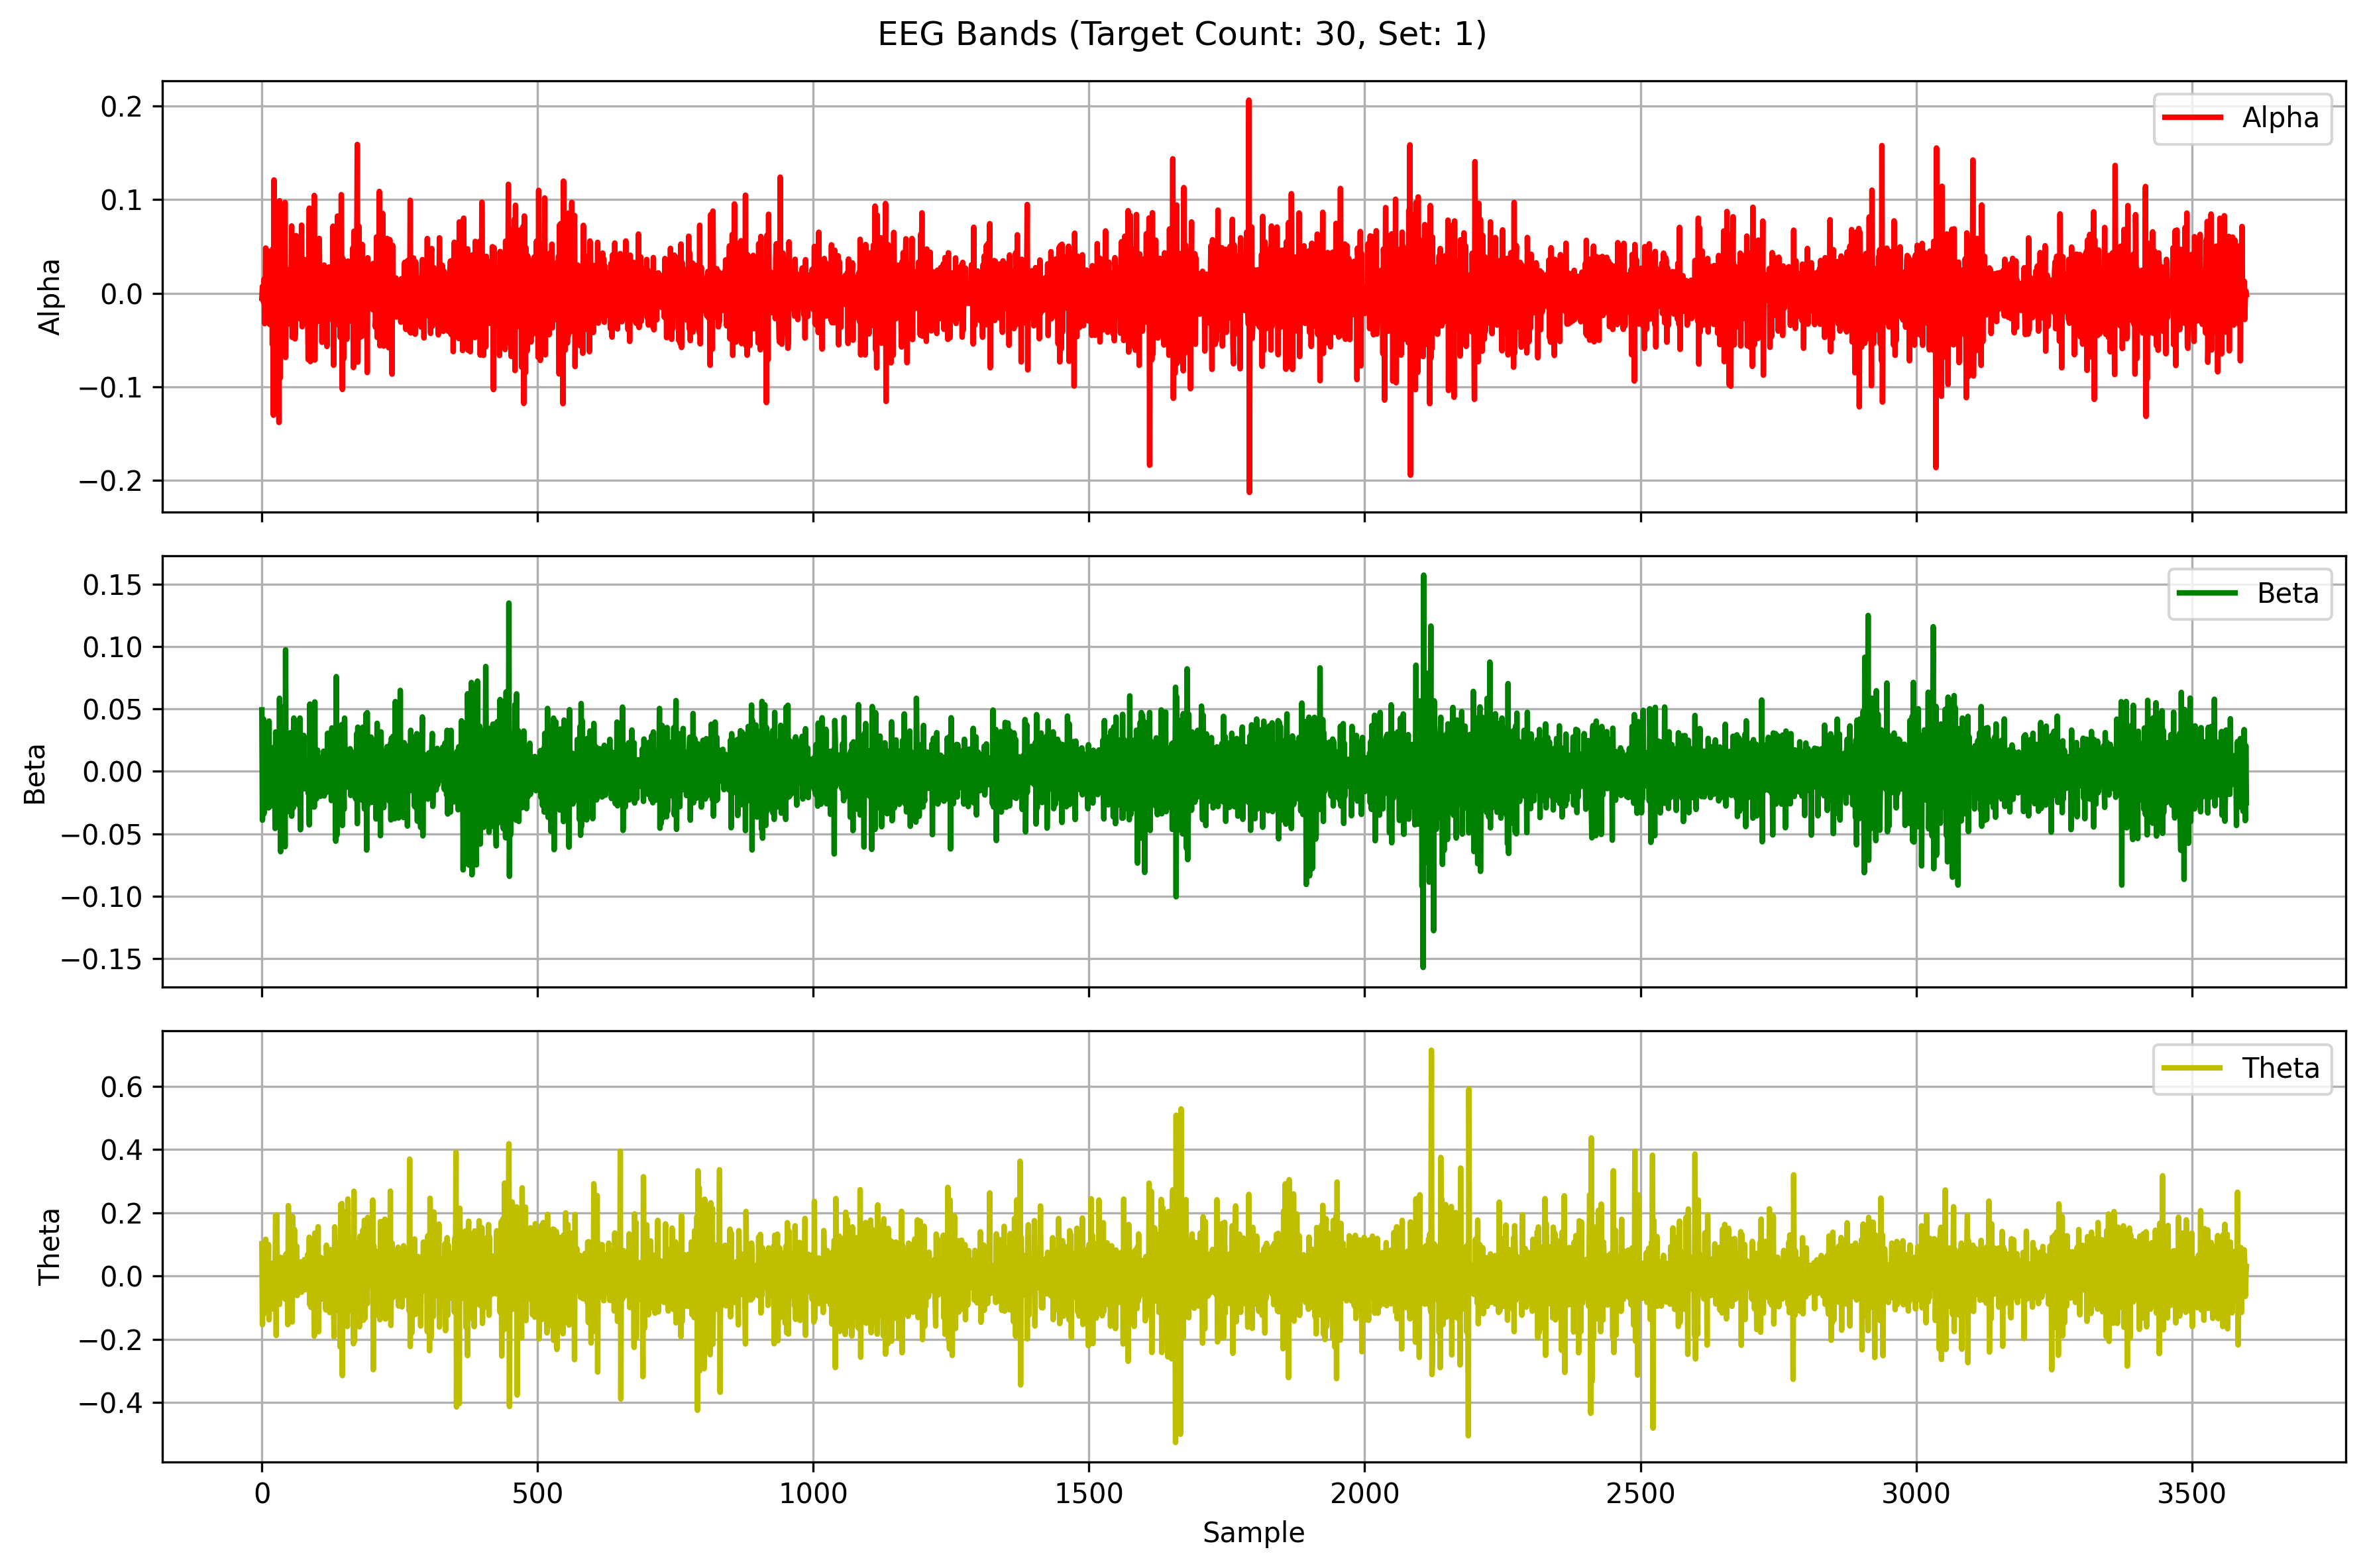 EEG Bands (Target Count: 30, Set: 1)
0.2
0.1
0.0
−0.1
−0.2
Alpha
Alpha
0.15
0.10
0.05
0.00
−0.05
−0.10
−0.15
Beta
Beta
0.6
0.4
0.2
0.0
−0.2
−0.4
Theta
Theta
0 500 1000 1500 2000 2500 3000 3500
Sample